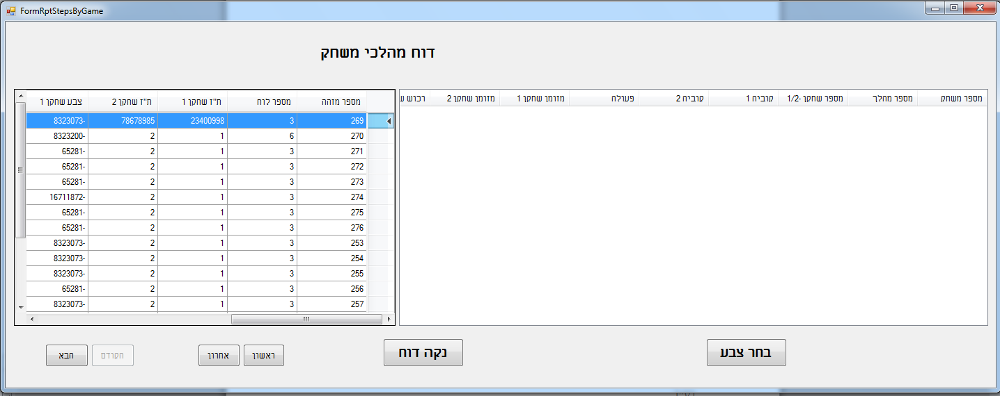 FormRptStepsByGame
דוח מהלכי משחק
מספר משחק מספר מהלך מספר שחקן -1/2 קוביה 1 קוביה 2 פעולה מזומן שחקן 1 מזומן שחקן 2 רכוש ע
מספר מזהה מספר לוח ת"ז שחקן 1 ת"ז שחקן 2 צבע שחקן 1
269 3 23400998 78678985 8323073-
270 6 1 2 8323200-
271 3 1 2 65281-
272 3 1 2 65281-
273 3 1 2 65281-
274 3 1 2 16711872-
275 3 1 2 65281-
276 3 1 2 65281-
253 3 1 2 8323073-
254 3 1 2 8323073-
255 3 1 2 8323073-
256 3 1 2 65281-
257 3 1 2 8323073-
בחר צבע נקה דוח ראשון אחרון הקודם הבא